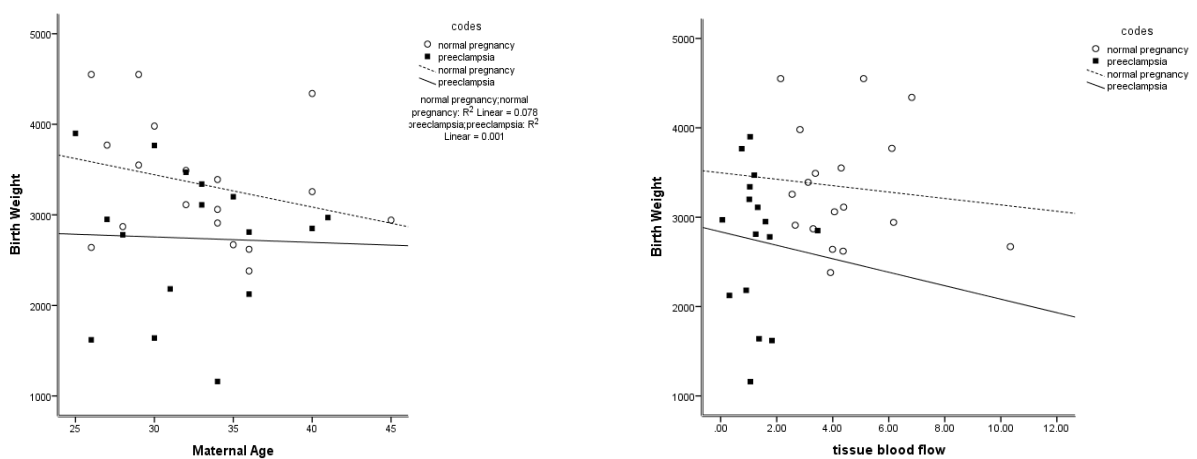 codes
normal pregnancy
preeclampsia
normal pregnancy
preeclampsia
normal pregnancy;normal
pregnancy: R² Linear = 0.078
preeclampsia;preeclampsia: R²
Linear = 0.001
5000
4000
3000
2000
1000
Birth Weight
25 30 35 40 45
Maternal Age
codes
normal pregnancy
preeclampsia
normal pregnancy
preeclampsia
5000
4000
3000
2000
1000
Birth Weight
.00 2.00 4.00 6.00 8.00 10.00 12.00
tissue blood flow